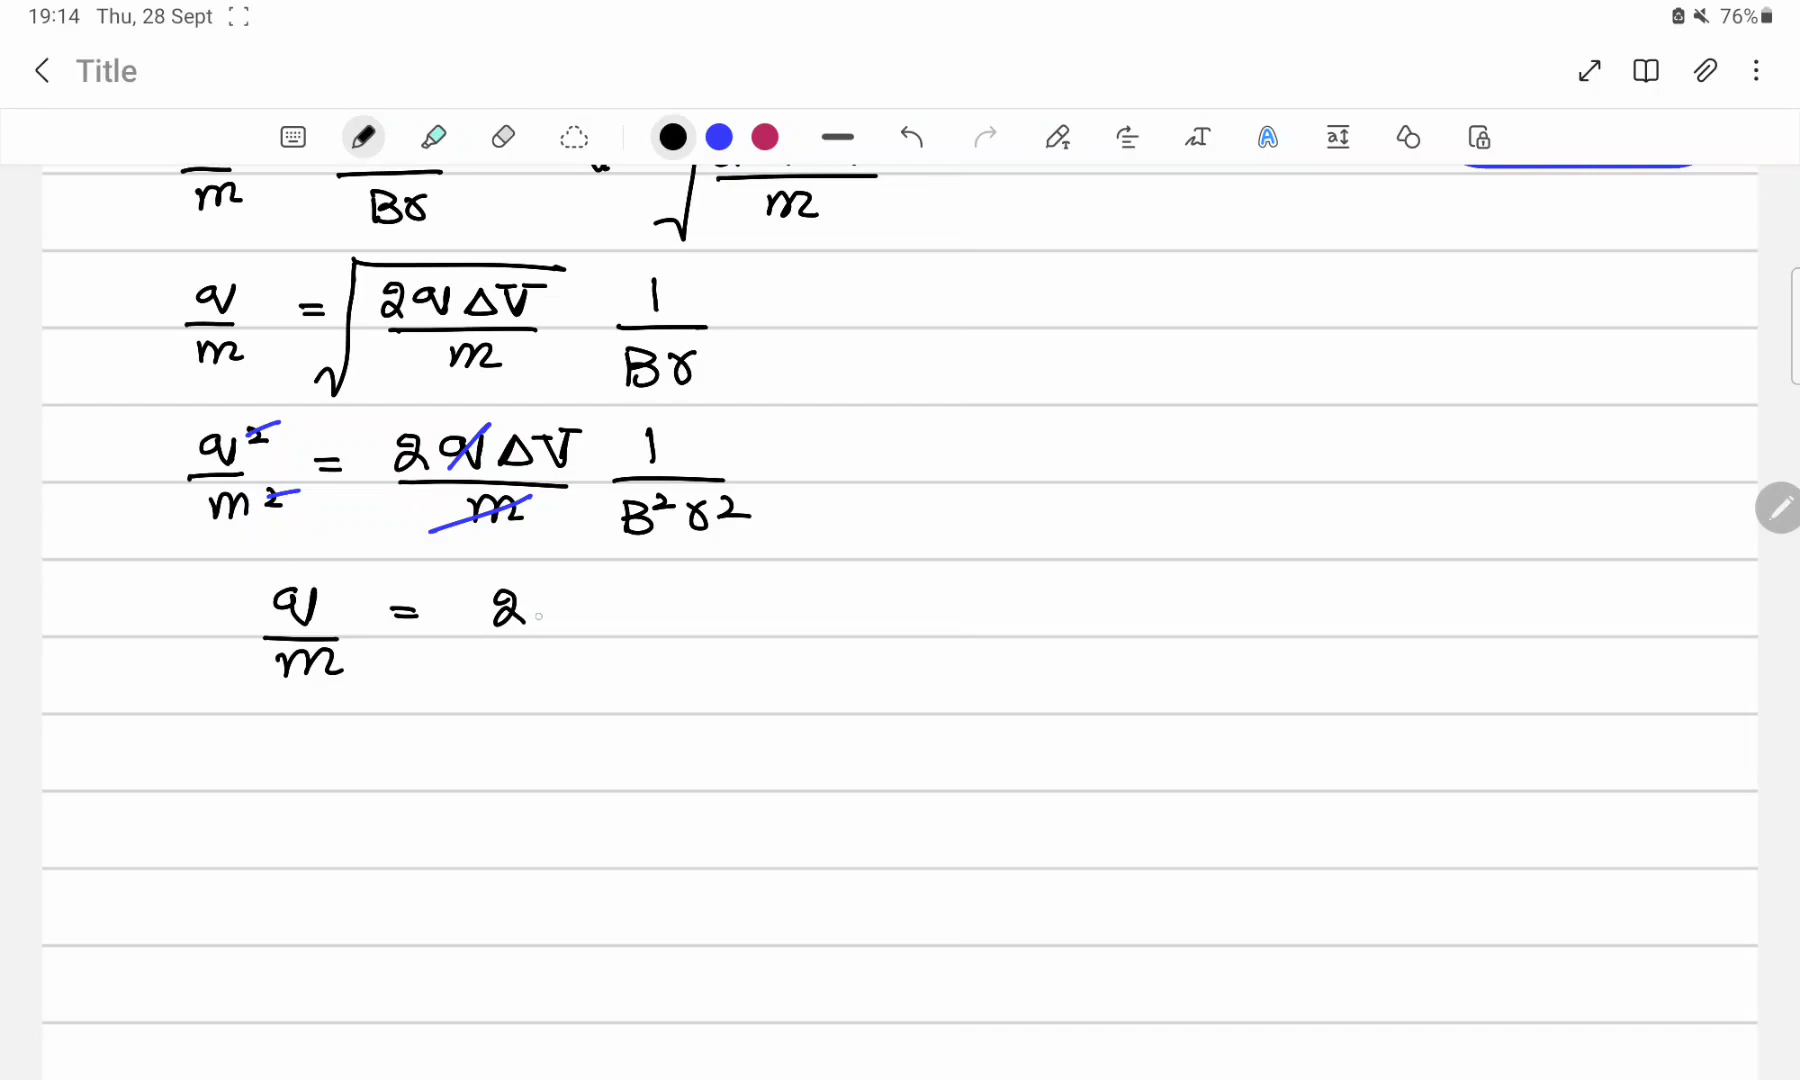 19:14 Thu, 28 Sept 76%
Title
m Br m
q/m = √(2qΔV/m) 1/Br
q²/m² = 2qΔV/m 1/B²r²
q/m = 2